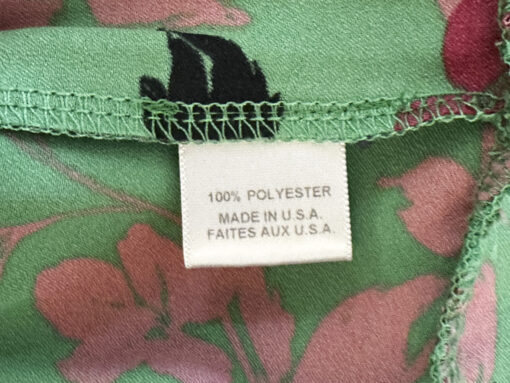 100% POLYESTER
MADE IN U.S.A.
FAITES AUX U.S.A.